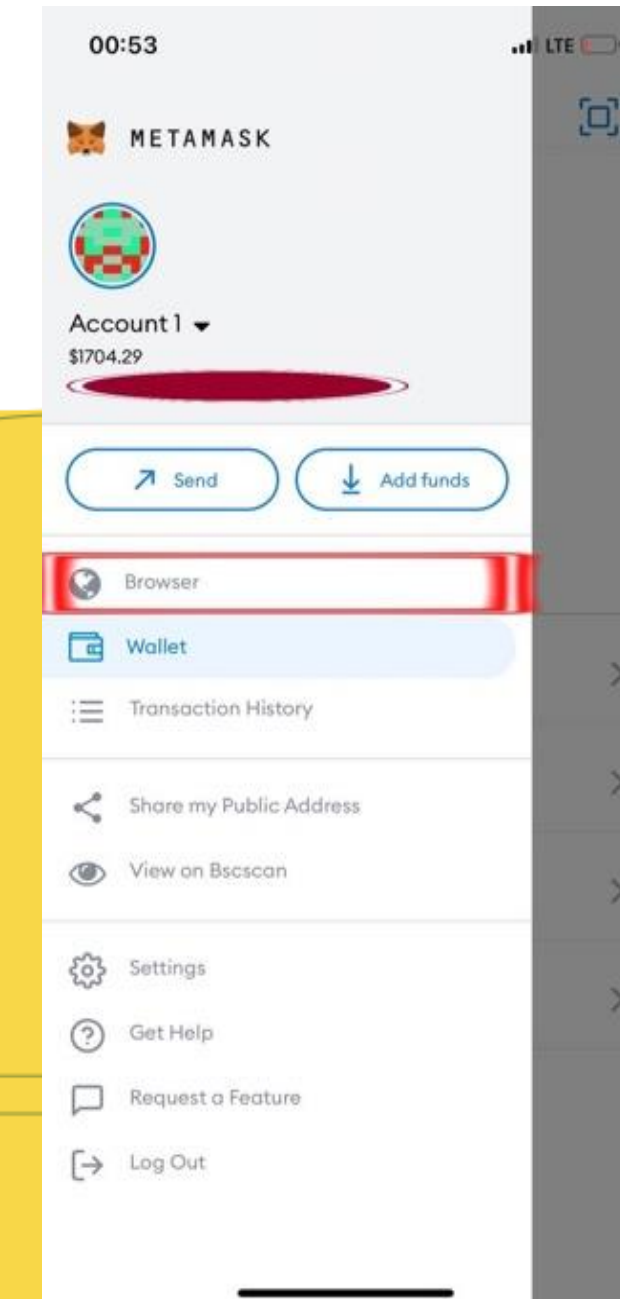 00:53
LTE
METAMASK
Account 1
$1704.29
Send
Add funds
Browser
Wallet
Transaction History
Share my Public Address
View on Bscscan
Settings
Get Help
Request a Feature
Log Out